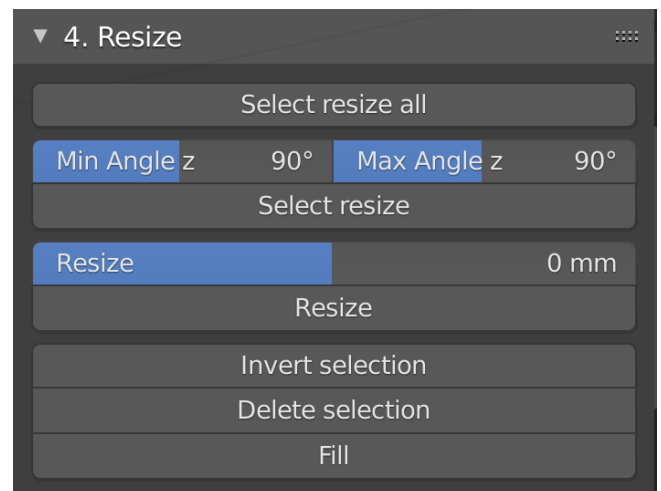 4. Resize
Select resize all
Min Angle z 90° Max Angle z 90°
Select resize
Resize 0 mm
Resize
Invert selection
Delete selection
Fill